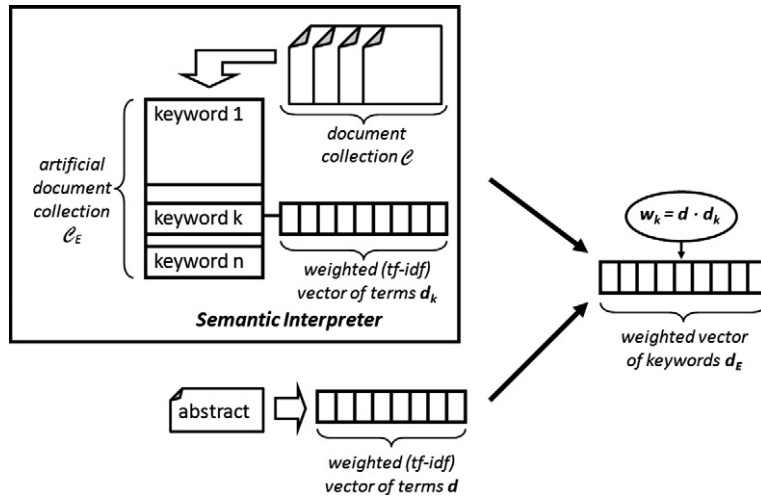 keyword 1
document
collection 𝒞
artificial
document
collection
𝒞E
keyword k
keyword n
weighted (tf-idf)
vector of terms dk
Semantic Interpreter
wk = d · dk
weighted vector
of keywords dE
abstract
weighted (tf-idf)
vector of terms d